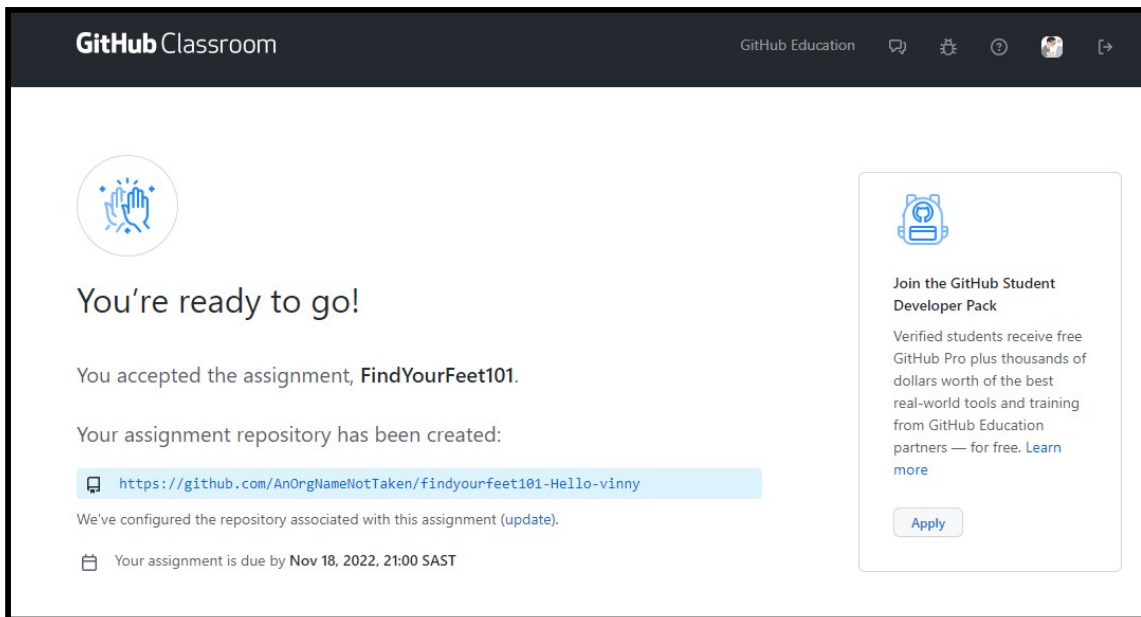 GitHub Classroom
GitHub Education
You’re ready to go!
You accepted the assignment, FindYourFeet101.
Your assignment repository has been created:
https://github.com/AnOrgNameNotTaken/findyourfeet101-Hello-vinny
We've configured the repository associated with this assignment (update).
Your assignment is due by Nov 18, 2022, 21:00 SAST
Join the GitHub Student
Developer Pack
Verified students receive free
GitHub Pro plus thousands of
dollars worth of the best
real-world tools and training
from GitHub Education
partners — for free. Learn
more
Apply